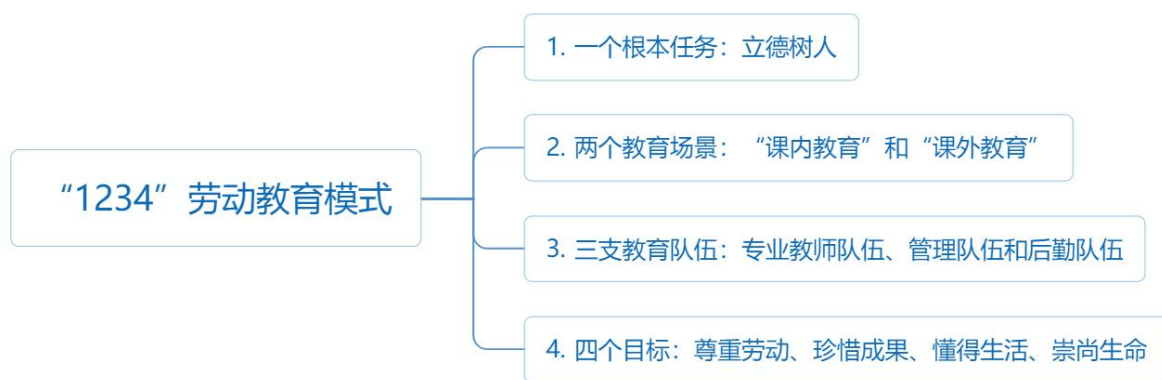 “1234”劳动教育模式
1. 一个根本任务：立德树人
2. 两个教育场景：“课内教育”和“课外教育”
3. 三支教育队伍：专业教师队伍、管理队伍和后勤队伍
4. 四个目标：尊重劳动、珍惜成果、懂得生活、崇尚生命